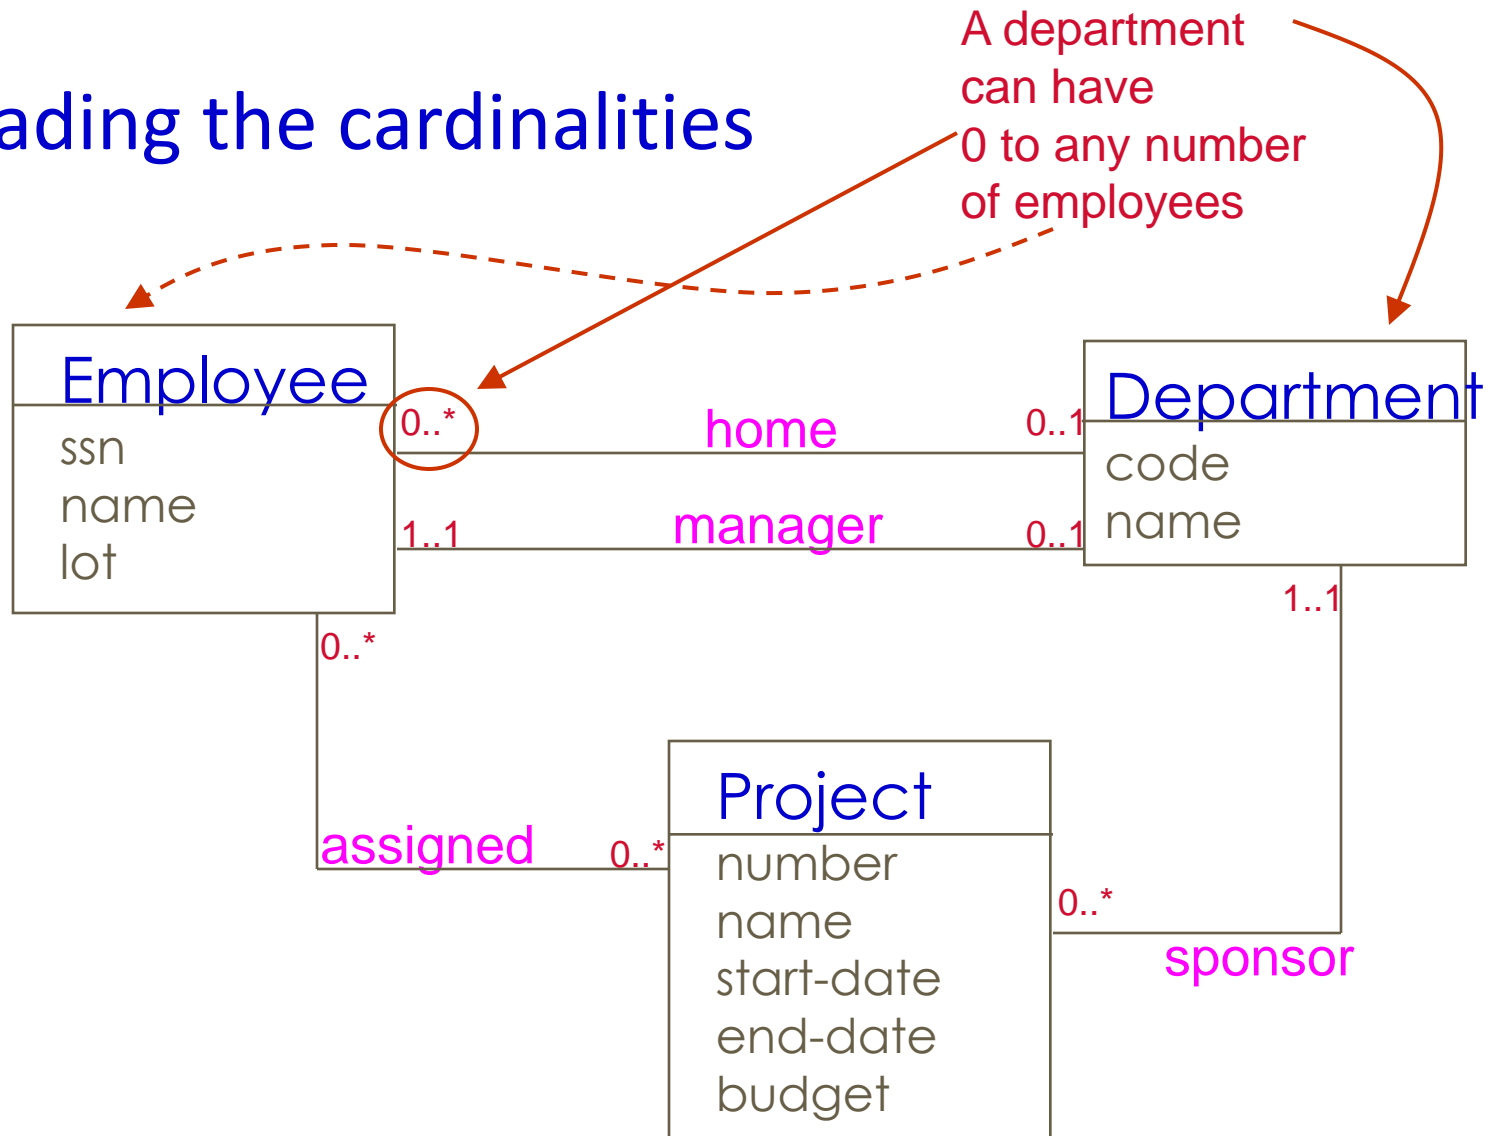 A department
can have
0 to any number
of employees
ading the cardinalities
Employee
ssn
name
lot
0..*
home
0..1
1..1
manager
0..1
Department
code
name
1..1
0..*
assigned
0..*
Project
number
name
start-date
end-date
budget
0..*
sponsor